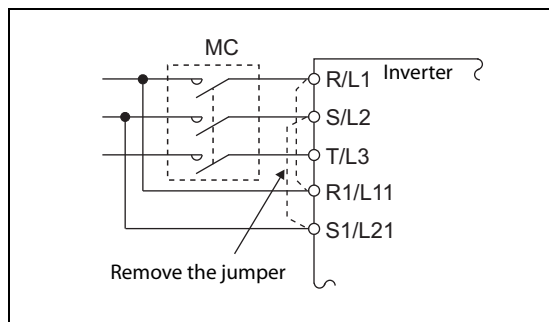 MC
Inverter
R/L1
S/L2
T/L3
R1/L11
S1/L21
Remove the jumper